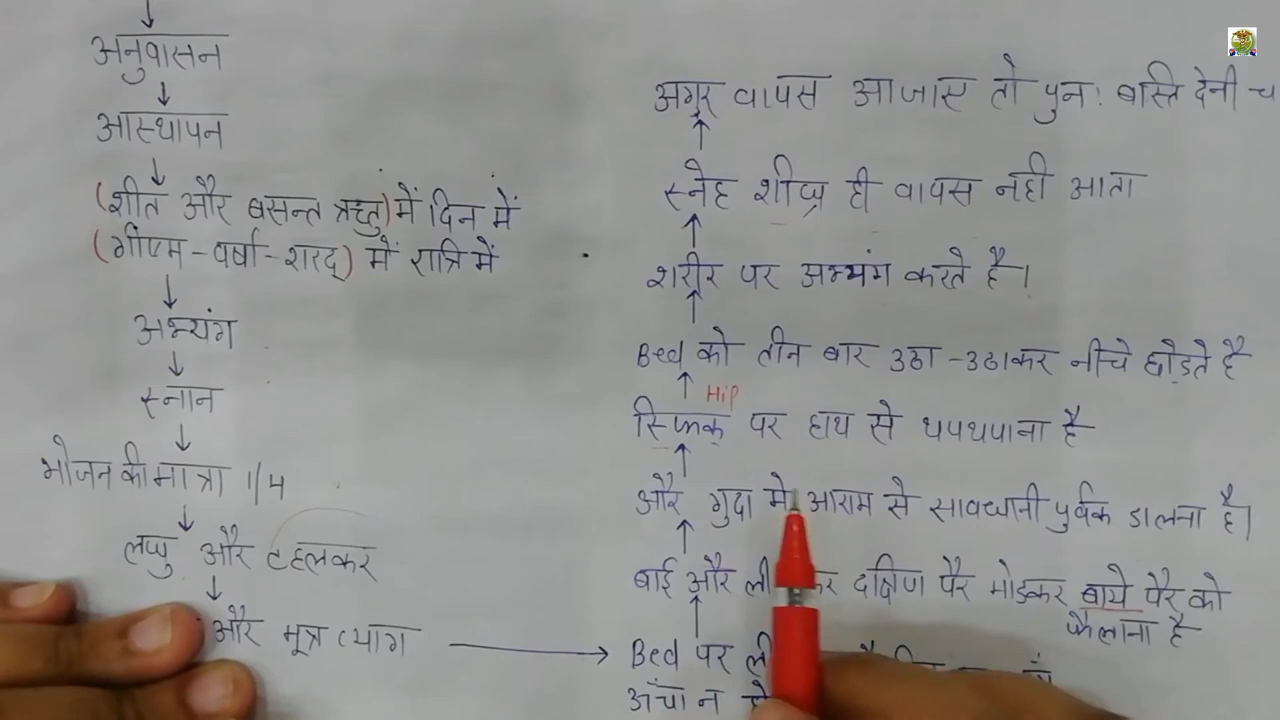 अनुवासन
आस्थापन
(शीत और बसन्त ऋतु) में दिन में
(गीष्म - वर्षा - शरद्) में रात्रि में
अभ्यंग
स्नान
भोजन की मात्रा 1/4
लघु और टहलकर
और मूत्र त्याग
अगर वापस आजाए तो पुनः बस्ति देनी च
स्नेह शीघ्र ही वापस नही आता
शरीर पर अभ्यंग करते है।
Bed को तीन बार उठा - उठाकर नीचे छोडते है
Hip
स्फिक् पर हाथ से थपथपाना है
और गुदा मे आराम से सावधानी पुर्वक डालना है।
बाई और दक्षिण पैर मोडकर बाये पैर को
फैलाना है
Bed पर